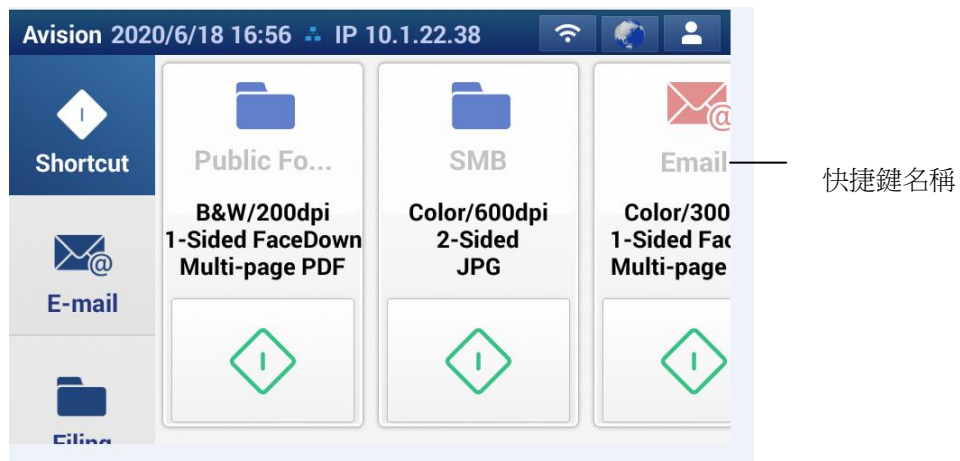 Avision 2020/6/18 16:56 IP 10.1.22.38
Shortcut
E-mail
Filing
Public Fo...
B&W/200dpi
1-Sided FaceDown
Multi-page PDF
SMB
Color/600dpi
2-Sided
JPG
Email
Color/300
1-Sided Fac
Multi-page
快捷鍵名稱